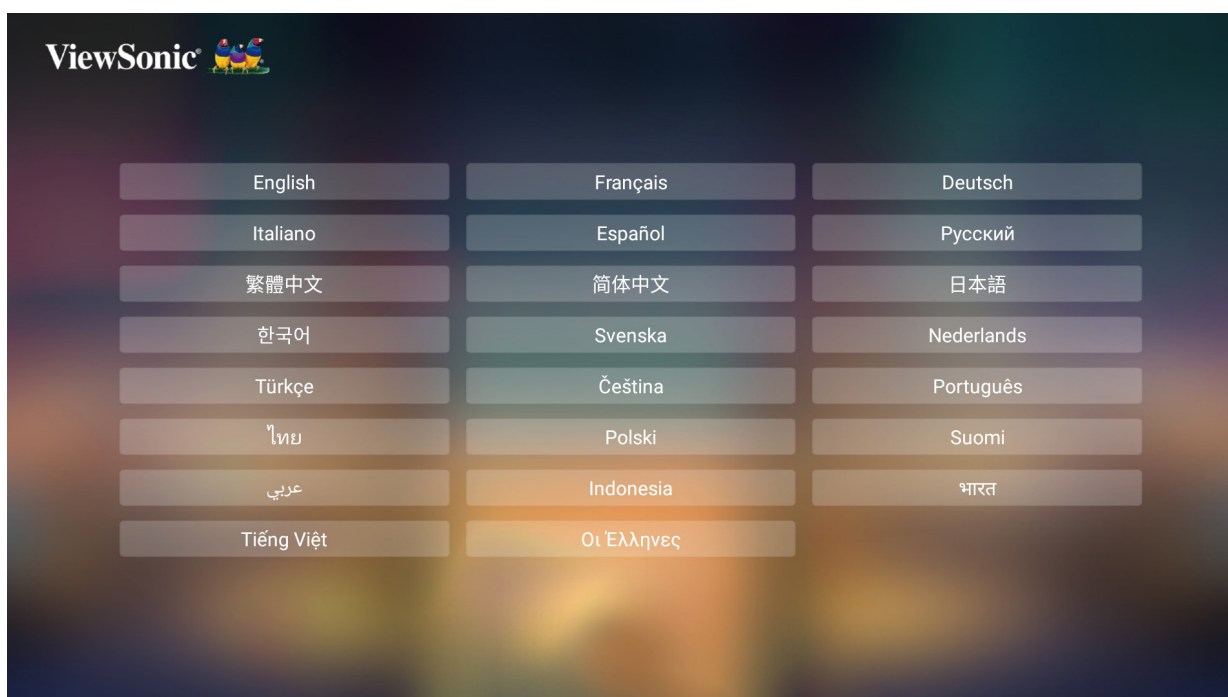 ViewSonic®
English Français Deutsch
Italiano Español Русский
繁體中文 简体中文 日本語
한국어 Svenska Nederlands
Türkçe Čeština Português
ไทย Polski Suomi
عربي Indonesia भारत
Tiếng Việt Οι Έλληνες